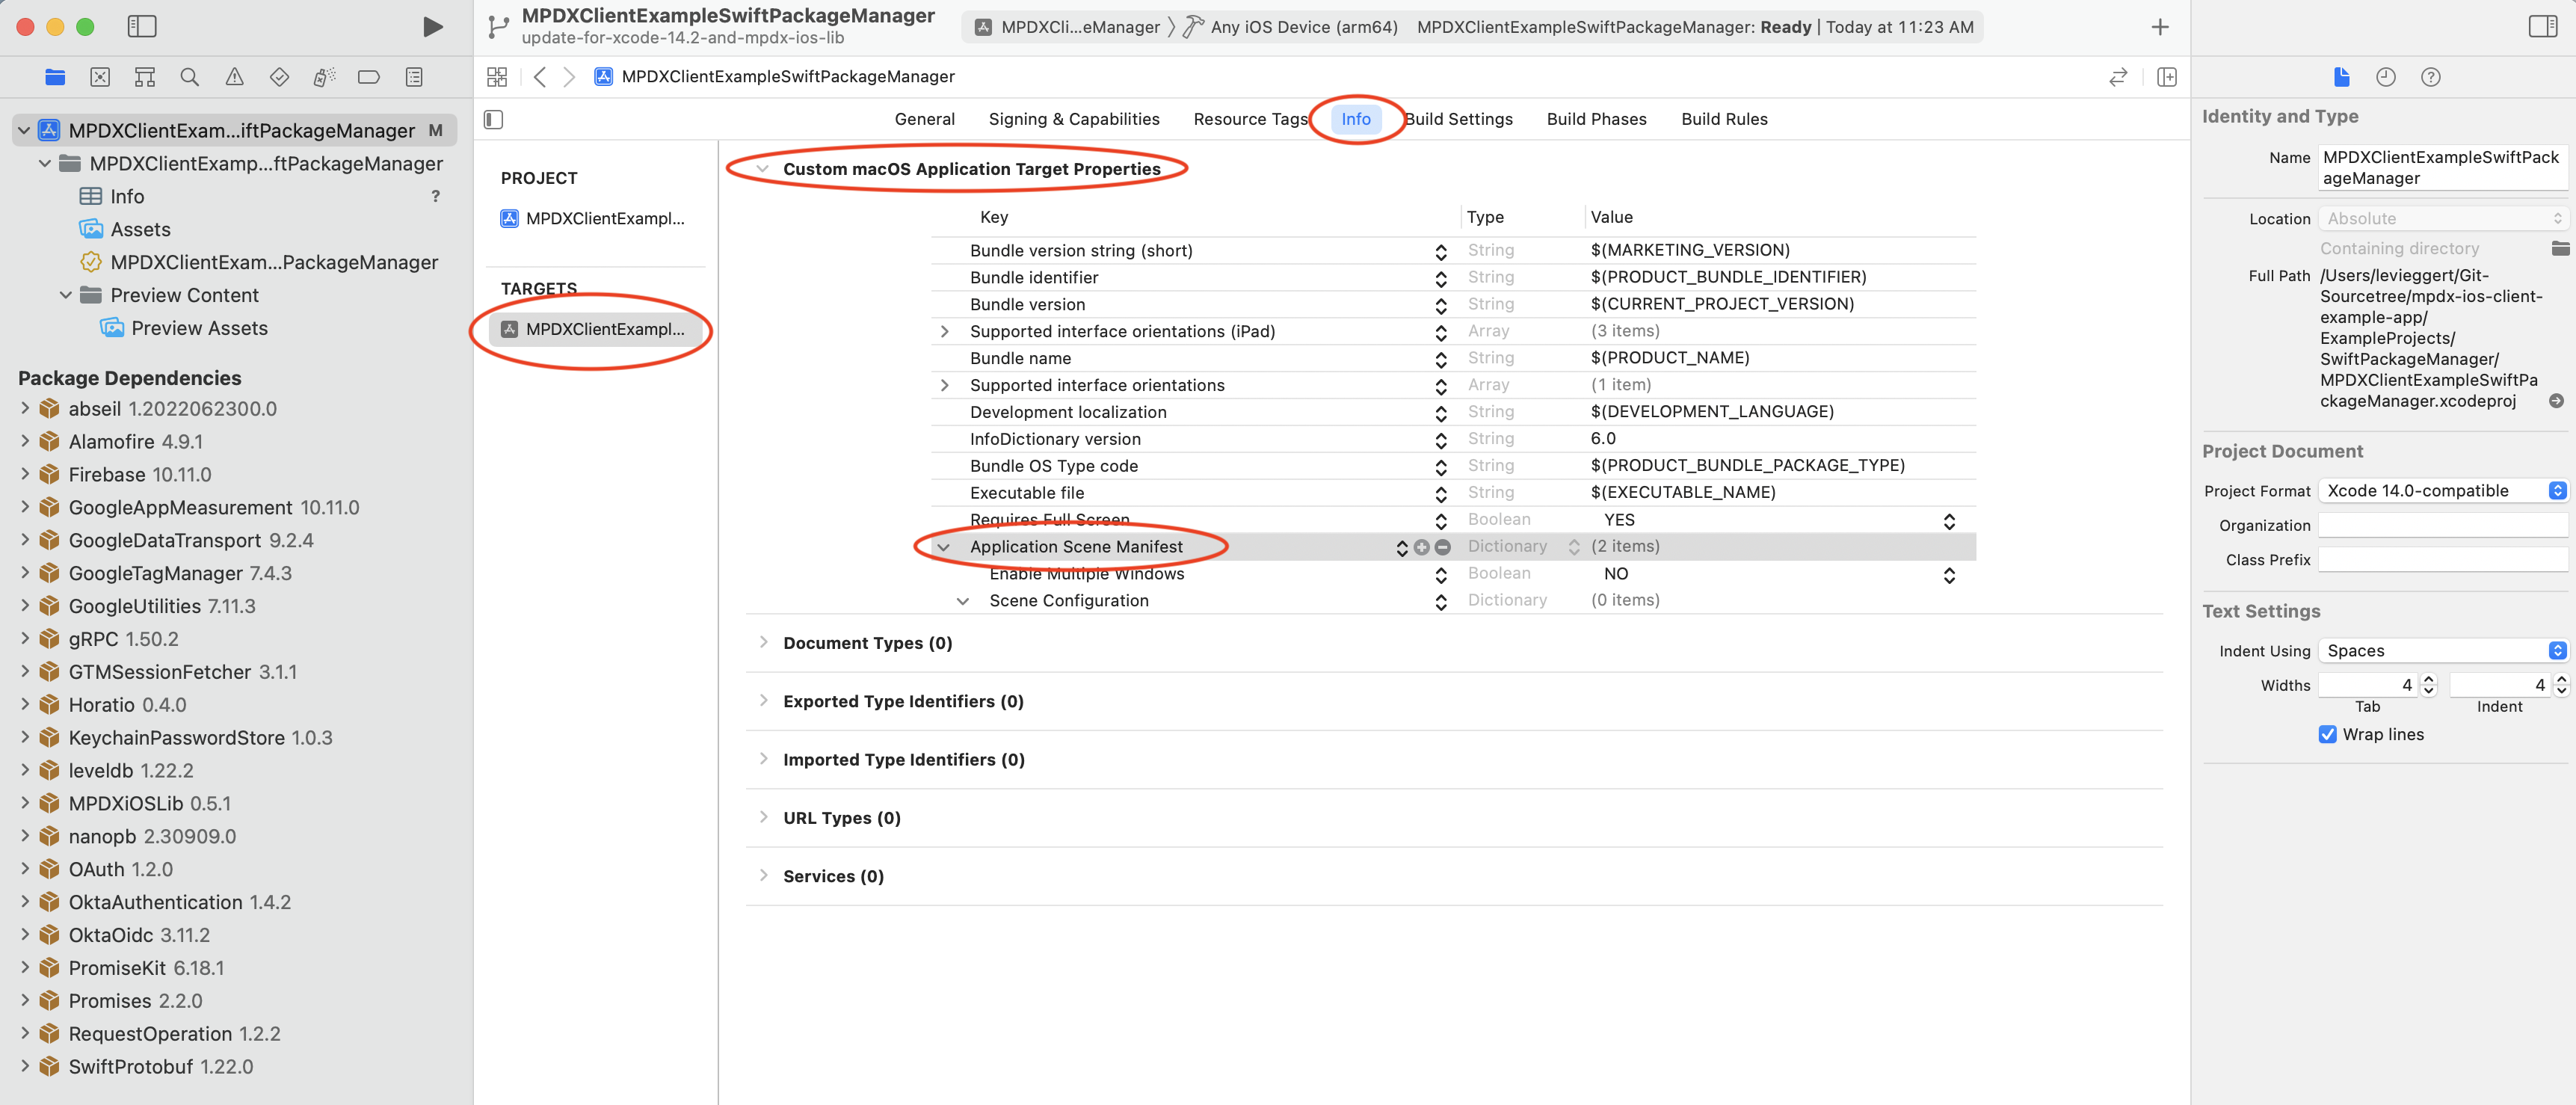 MPDXClientExampleSwiftPackageManager
update-for-xcode-14.2-and-mpdx-ios-lib
MPDXCli...eManager
Any iOS Device (arm64)
MPDXClientExampleSwiftPackageManager: Ready | Today at 11:23 AM
MPDXClientExam...iftPackageManager M
MPDXClientExamp...ftPackageManager
Info ?
Assets
MPDXClientExam...PackageManager
Preview Content
Preview Assets
Package Dependencies
abseil 1.2022062300.0
Alamofire 4.9.1
Firebase 10.11.0
GoogleAppMeasurement 10.11.0
GoogleDataTransport 9.2.4
GoogleTagManager 7.4.3
GoogleUtilities 7.11.3
gRPC 1.50.2
GTMSessionFetcher 3.1.1
Horatio 0.4.0
KeychainPasswordStore 1.0.3
leveldb 1.22.2
MPDXiOSLib 0.5.1
nanopb 2.30909.0
OAuth 1.2.0
OktaAuthentication 1.4.2
OktaOidc 3.11.2
PromiseKit 6.18.1
Promises 2.2.0
RequestOperation 1.2.2
SwiftProtobuf 1.22.0
MPDXClientExampleSwiftPackageManager
General Signing & Capabilities Resource Tags Info Build Settings Build Phases Build Rules
PROJECT
MPDXClientExampl...
TARGETS
MPDXClientExampl...
Custom macOS Application Target Properties
Key Type Value
Bundle version string (short) String $(MARKETING_VERSION)
Bundle identifier String $(PRODUCT_BUNDLE_IDENTIFIER)
Bundle version String $(CURRENT_PROJECT_VERSION)
Supported interface orientations (iPad) Array (3 items)
Bundle name String $(PRODUCT_NAME)
Supported interface orientations Array (1 item)
Development localization String $(DEVELOPMENT_LANGUAGE)
InfoDictionary version String 6.0
Bundle OS Type code String $(PRODUCT_BUNDLE_PACKAGE_TYPE)
Executable file String $(EXECUTABLE_NAME)
Requires Full Screen Boolean YES
Application Scene Manifest Dictionary (2 items)
Enable Multiple Windows Boolean NO
Scene Configuration Dictionary (0 items)
Document Types (0)
Exported Type Identifiers (0)
Imported Type Identifiers (0)
URL Types (0)
Services (0)
Identity and Type
Name MPDXClientExampleSwiftPack
ageManager
Location Absolute
Containing directory
Full Path /Users/levieggert/Git-
Sourcetree/mpdx-ios-client-
example-app/
ExampleProjects/
SwiftPackageManager/
MPDXClientExampleSwiftPa
ckageManager.xcodeproj
Project Document
Project Format Xcode 14.0-compatible
Organization
Class Prefix
Text Settings
Indent Using Spaces
Widths 4 4
Tab Indent
Wrap lines